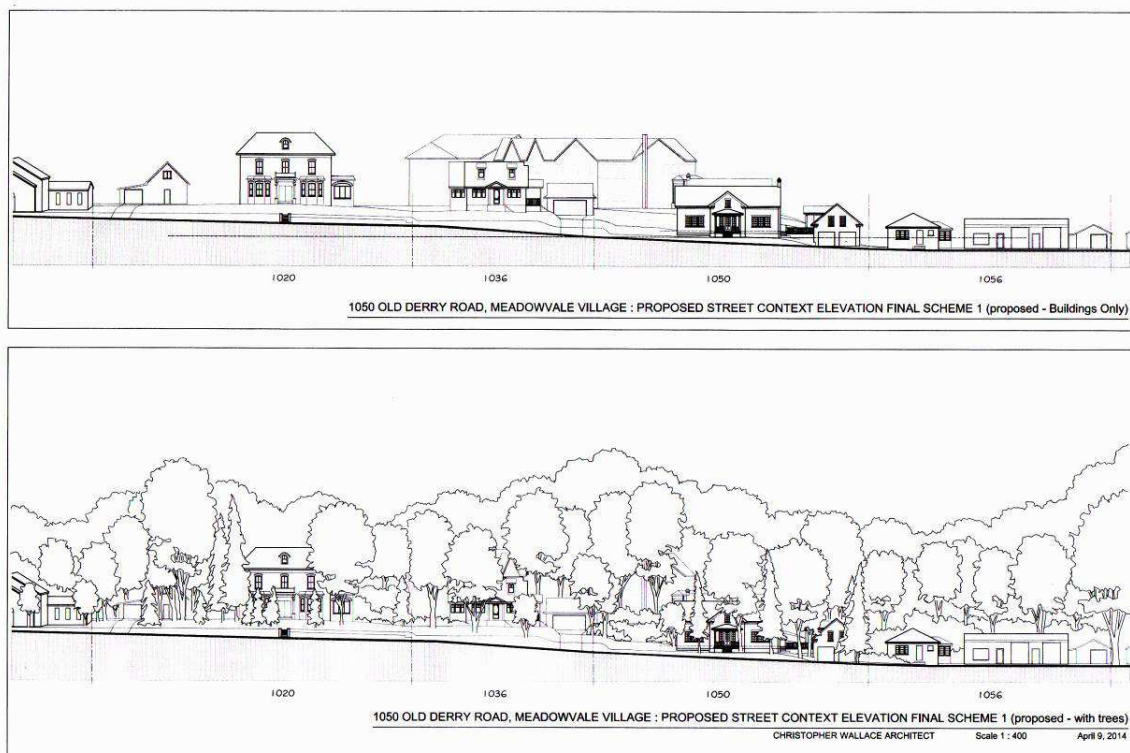 1020 1036 1050 1056
1050 OLD DERRY ROAD, MEADOWVALE VILLAGE : PROPOSED STREET CONTEXT ELEVATION FINAL SCHEME 1 (proposed - Buildings Only)
1020 1036 1050 1056
1050 OLD DERRY ROAD, MEADOWVALE VILLAGE : PROPOSED STREET CONTEXT ELEVATION FINAL SCHEME 1 (proposed - with trees)
CHRISTOPHER WALLACE ARCHITECT Scale 1 : 400 April 9, 2014